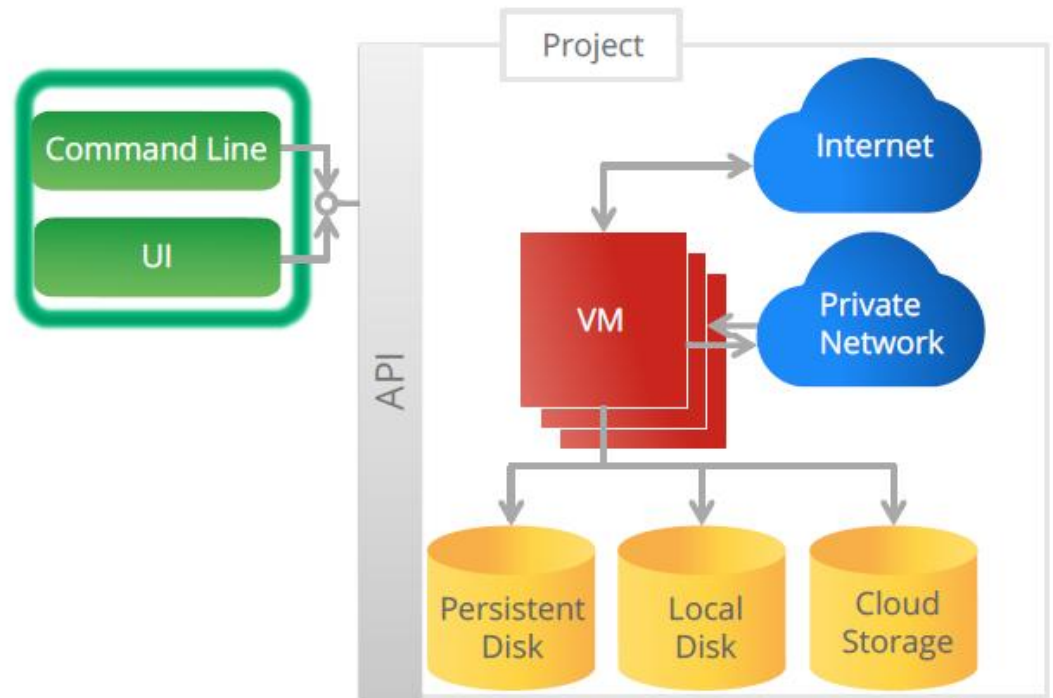 Project
Command Line
UI
API
Internet
VM
Private
Network
Persistent
Disk
Local
Disk
Cloud
Storage